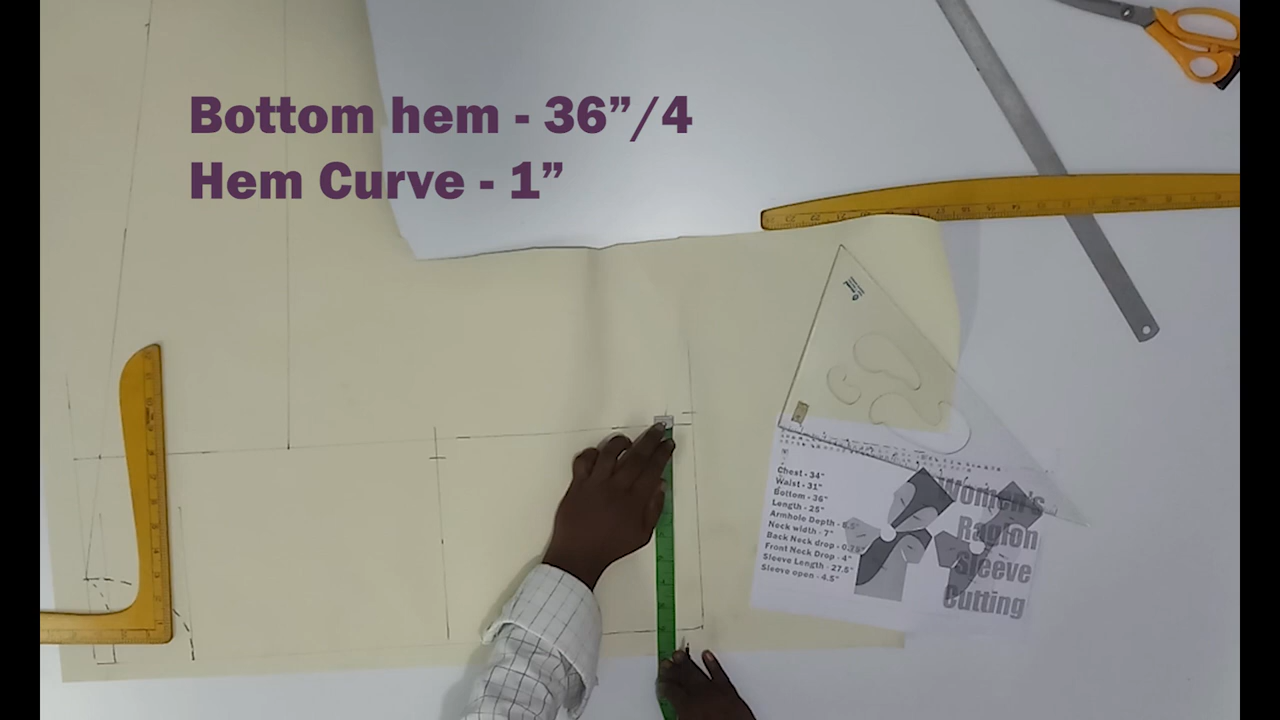 Bottom hem - 36”/4
Hem Curve - 1”
Chest - 34"
Waist - 31"
Bottom - 36"
Length - 25"
Armhole Depth - 8.5"
Neck width - 7"
Back Neck drop - 0.75"
Front Neck Drop - 4"
Sleeve Length - 27.5"
Sleeve open - 4.5"
Women's
Raglon
Sleeve
Cutting